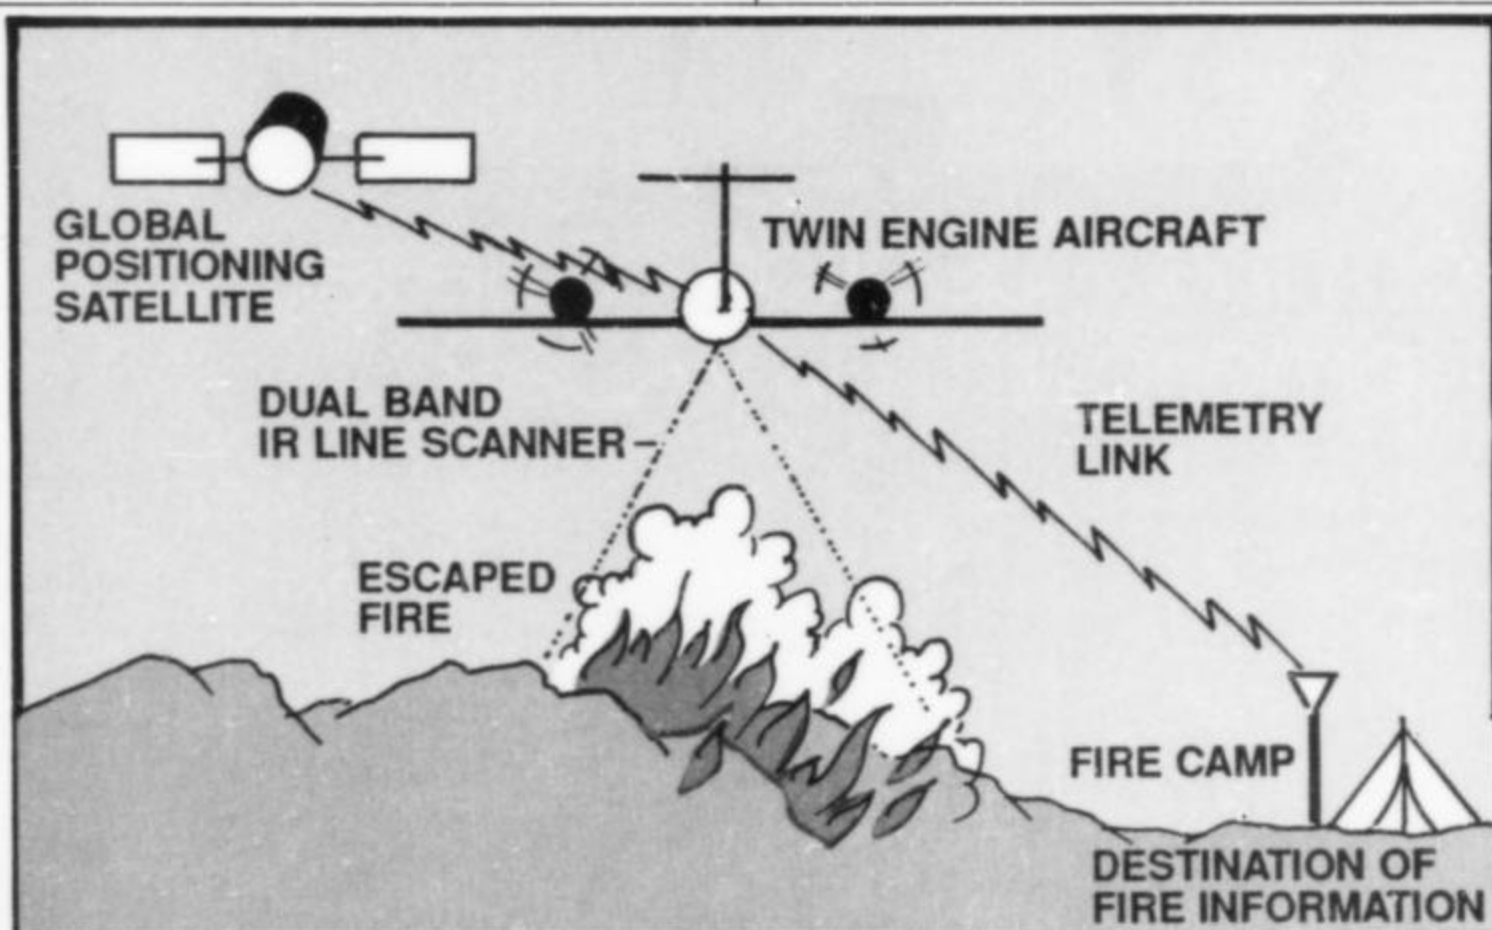 GLOBAL
POSITIONING
SATELLITE
TWIN ENGINE AIRCRAFT
DUAL BAND
IR LINE SCANNER
TELEMETRY
LINK
ESCAPED
FIRE
FIRE CAMP
DESTINATION OF
FIRE INFORMATION